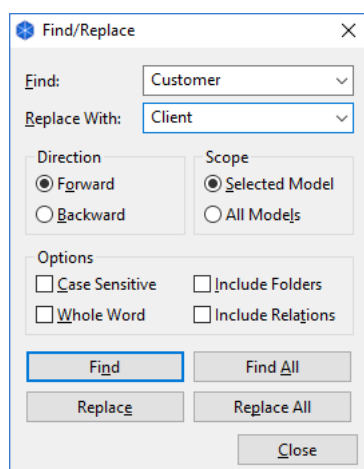 Find/Replace
Find: Customer
Replace With: Client
Direction Scope
Forward Selected Model
Backward All Models
Options
Case Sensitive Include Folders
Whole Word Include Relations
Find Find All
Replace Replace All
Close